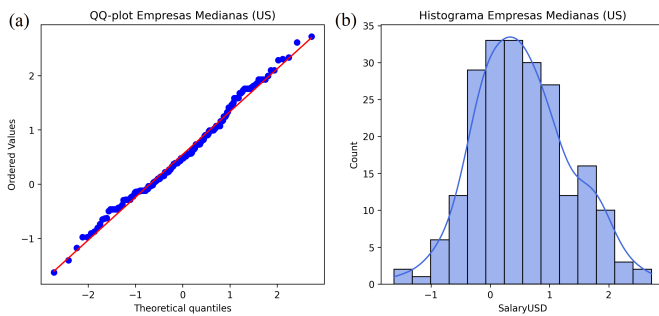 (a)
QQ-plot Empresas Medianas (US)
Ordered Values
2
1
0
−1
−2
−1
0
1
2
Theoretical quantiles
(b)
Histograma Empresas Medianas (US)
Count
35
30
25
20
15
10
5
0
−1
0
1
2
SalaryUSD